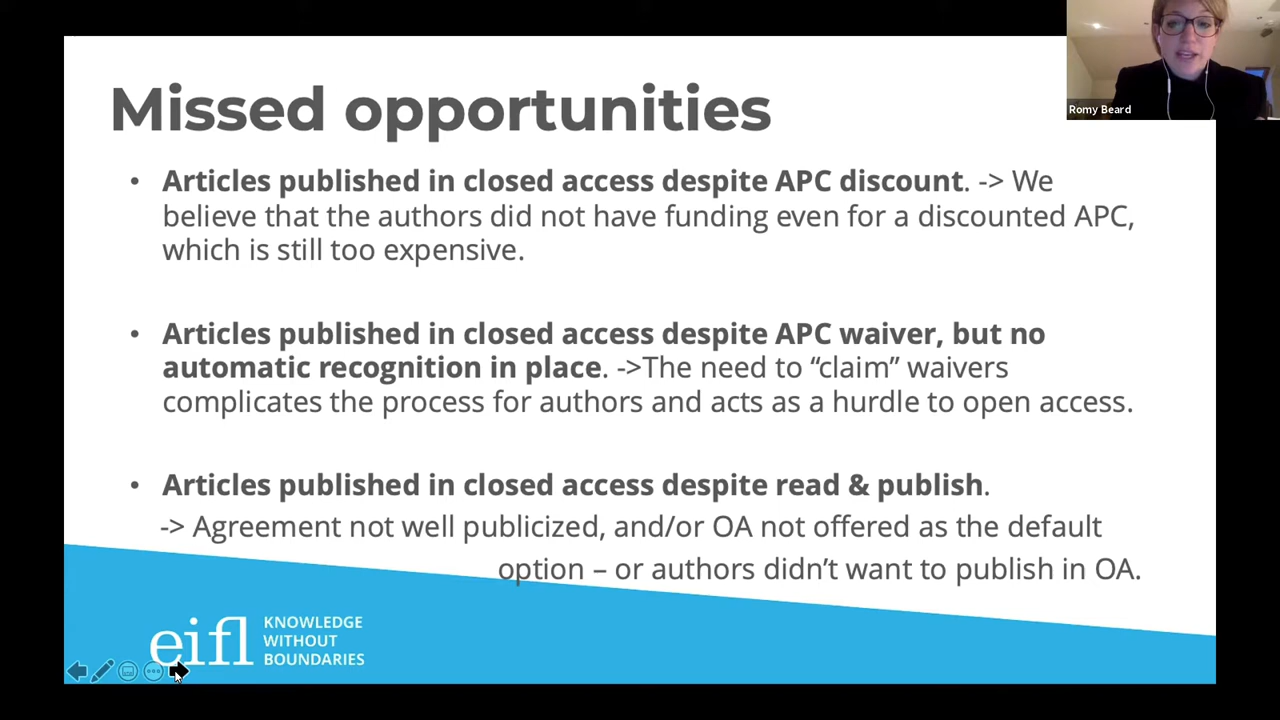 Romy Beard
Missed opportunities
• Articles published in closed access despite APC discount. -> We
believe that the authors did not have funding even for a discounted APC,
which is still too expensive.
• Articles published in closed access despite APC waiver, but no
automatic recognition in place. ->The need to “claim” waivers
complicates the process for authors and acts as a hurdle to open access.
• Articles published in closed access despite read & publish.
-> Agreement not well publicized, and/or OA not offered as the default
option – or authors didn’t want to publish in OA.
eifl
KNOWLEDGE
WITHOUT
BOUNDARIES